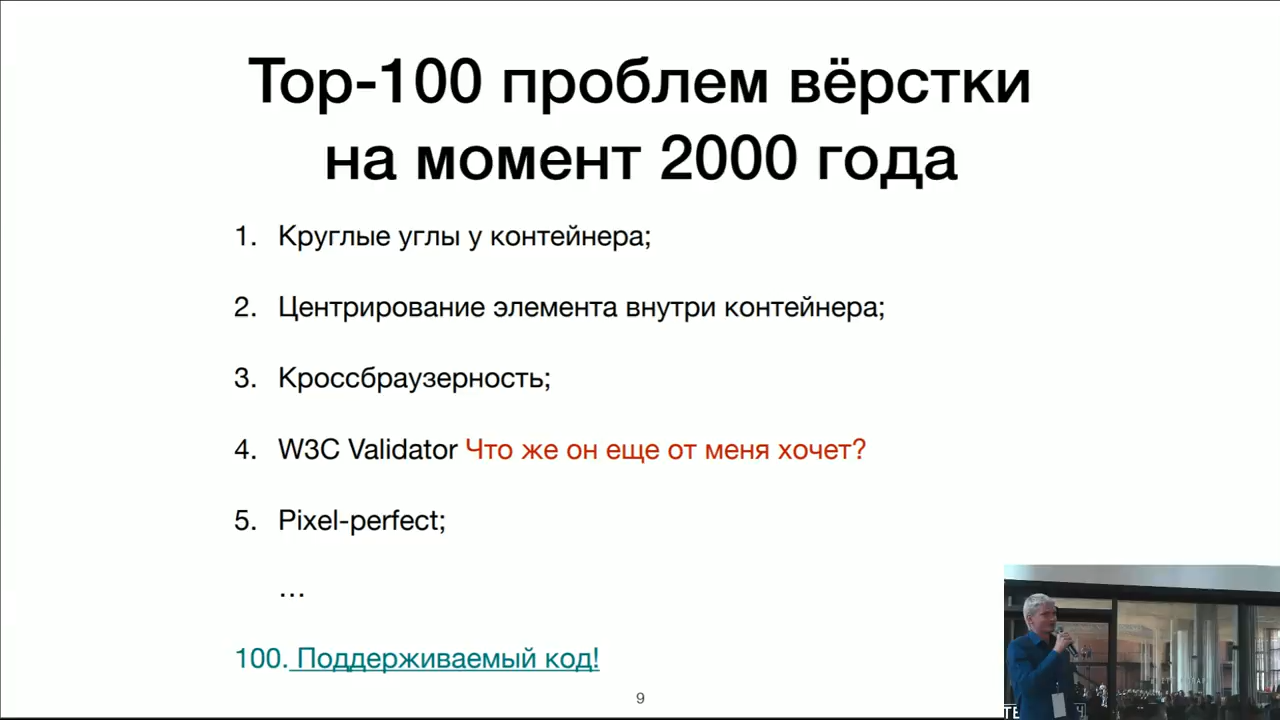 Top-100 проблем вёрстки
на момент 2000 года
1. Круглые углы у контейнера;
2. Центрирование элемента внутри контейнера;
3. Кроссбраузерность;
4. W3C Validator Что же он еще от меня хочет?
5. Pixel-perfect;
...
100. Поддерживаемый код!
9